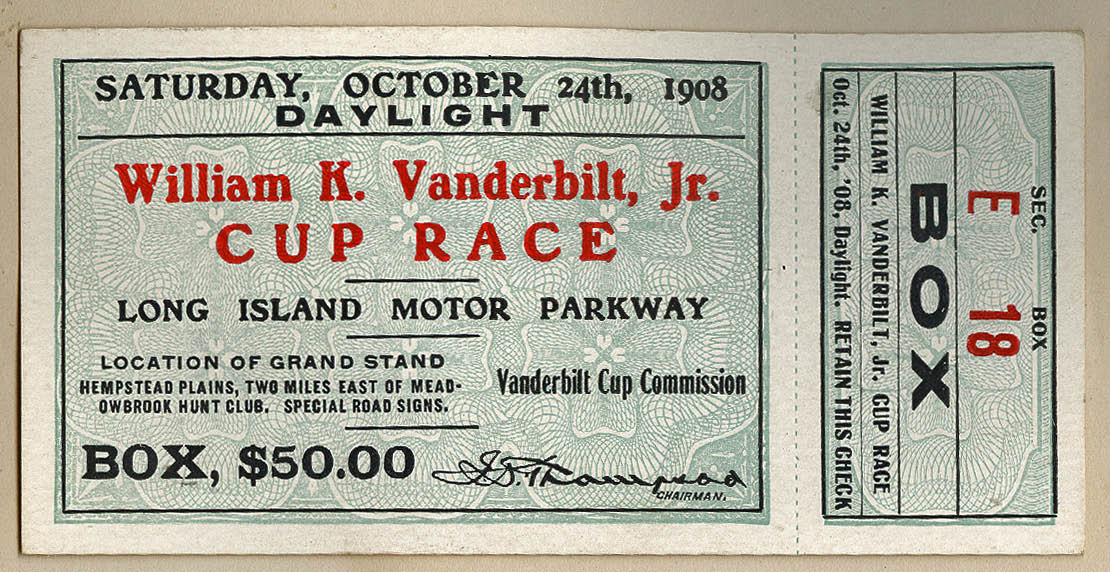 SATURDAY, OCTOBER 24th, 1908
DAYLIGHT
William K. Vanderbilt, Jr.
CUP RACE
LONG ISLAND MOTOR PARKWAY
LOCATION OF GRAND STAND
HEMPSTEAD PLAINS, TWO MILES EAST OF MEAD-
OWBROOK HUNT CLUB. SPECIAL ROAD SIGNS.
Vanderbilt Cup Commission
BOX, $50.00
J. Thompson
CHAIRMAN.
SEC. BOX
E 18
BOX
WILLIAM K. VANDERBILT, Jr. CUP RACE
Oct. 24th, '08, Daylight. RETAIN THIS CHECK